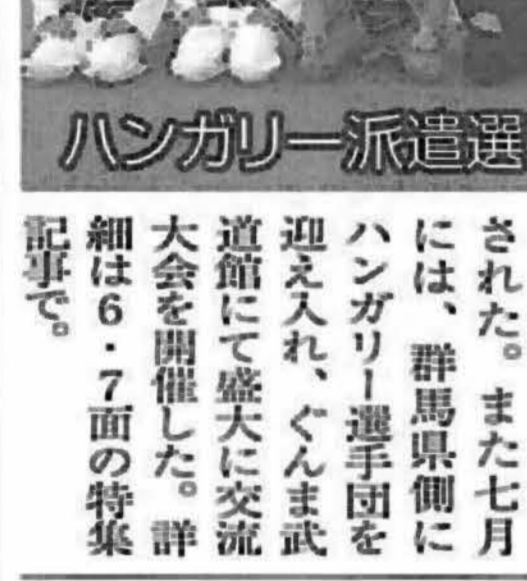 ハンガリー派遣選
された。また七月
には、群馬県側に
ハンガリー選手団を
迎え入れ、ぐんま武
道館にて盛大に交流
大会を開催した。詳
細は6・7面の特集
記事で。